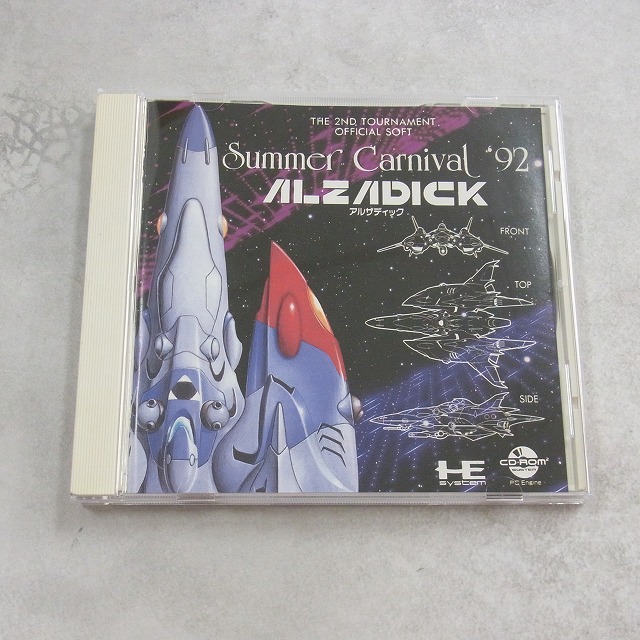 THE 2ND TOURNAMENT
OFFICIAL SOFT
Summer Carnival '92
ALZADICK
アルザディック
FRONT
TOP
SIDE
HE
SYSTEM
CD-ROM²
PC Engine